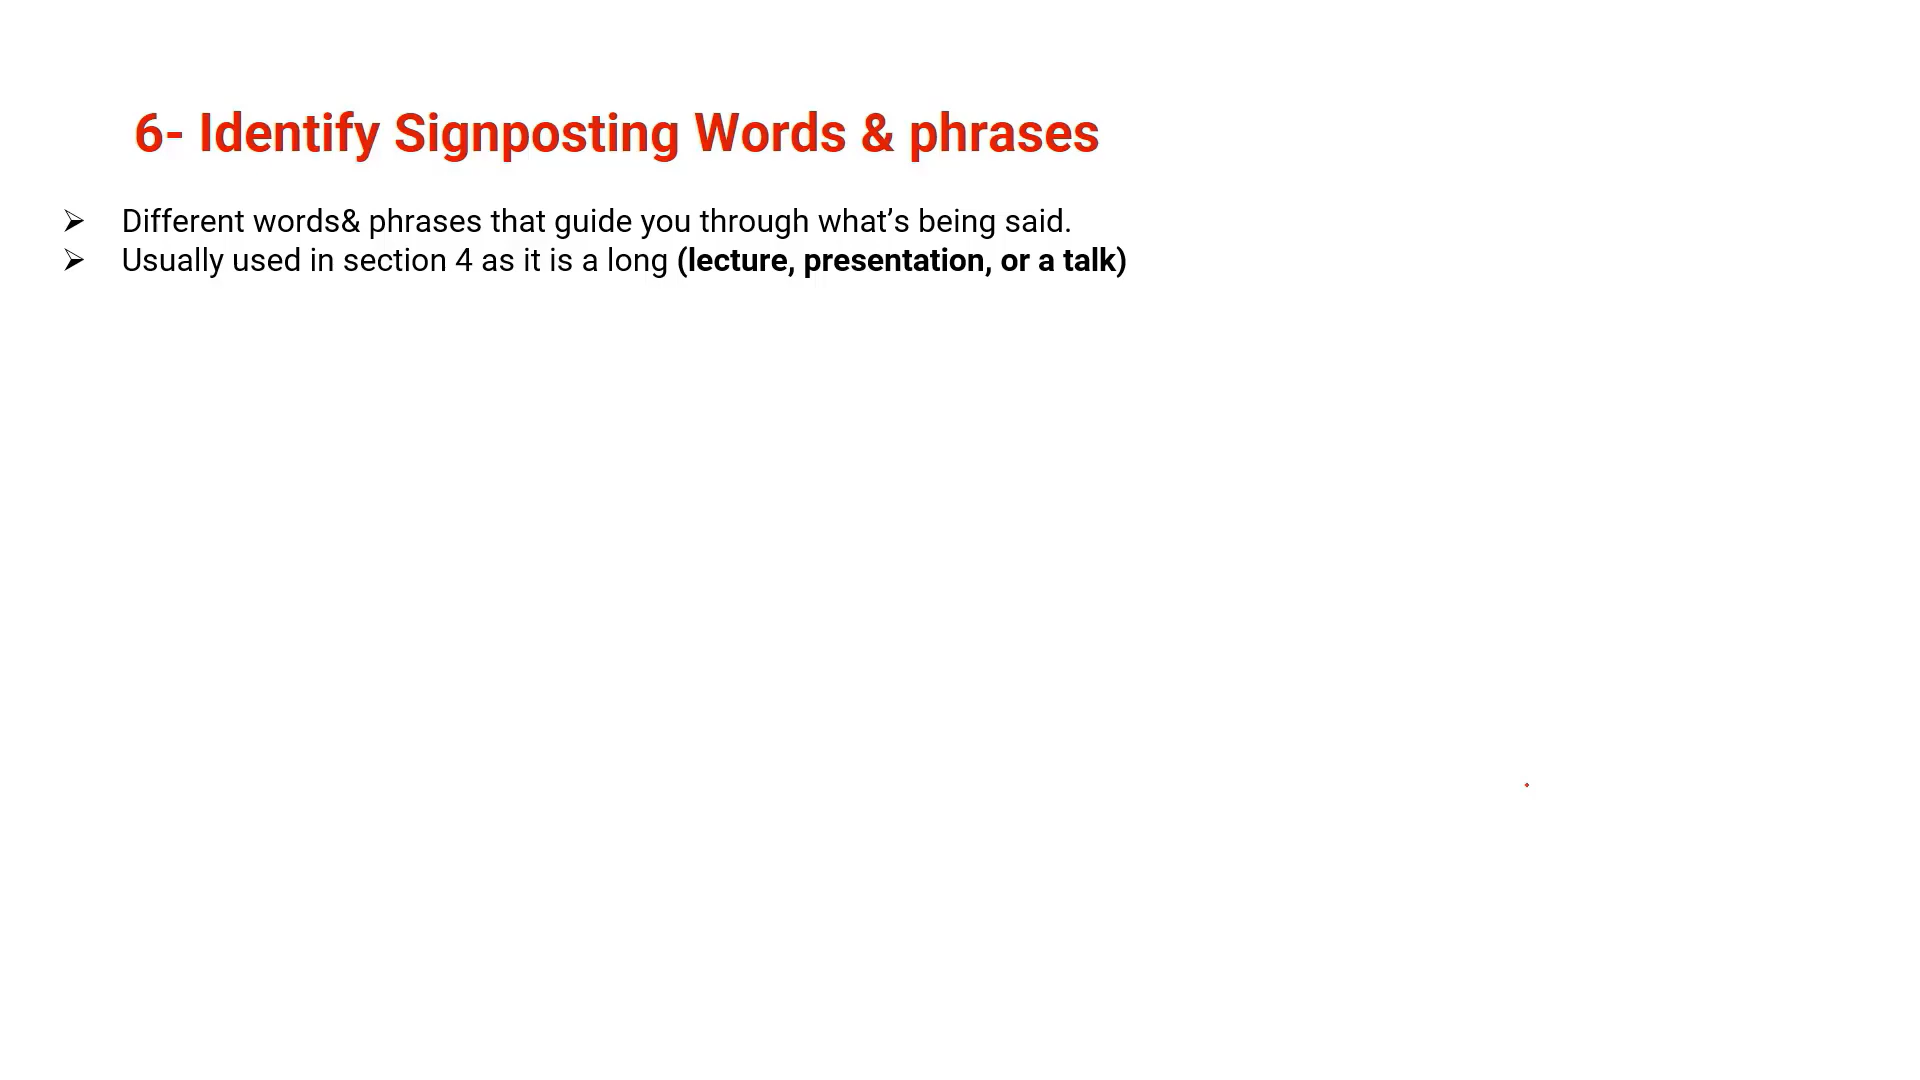 6- Identify Signposting Words & phrases
➢ Different words& phrases that guide you through what’s being said.
➢ Usually used in section 4 as it is a long (lecture, presentation, or a talk)